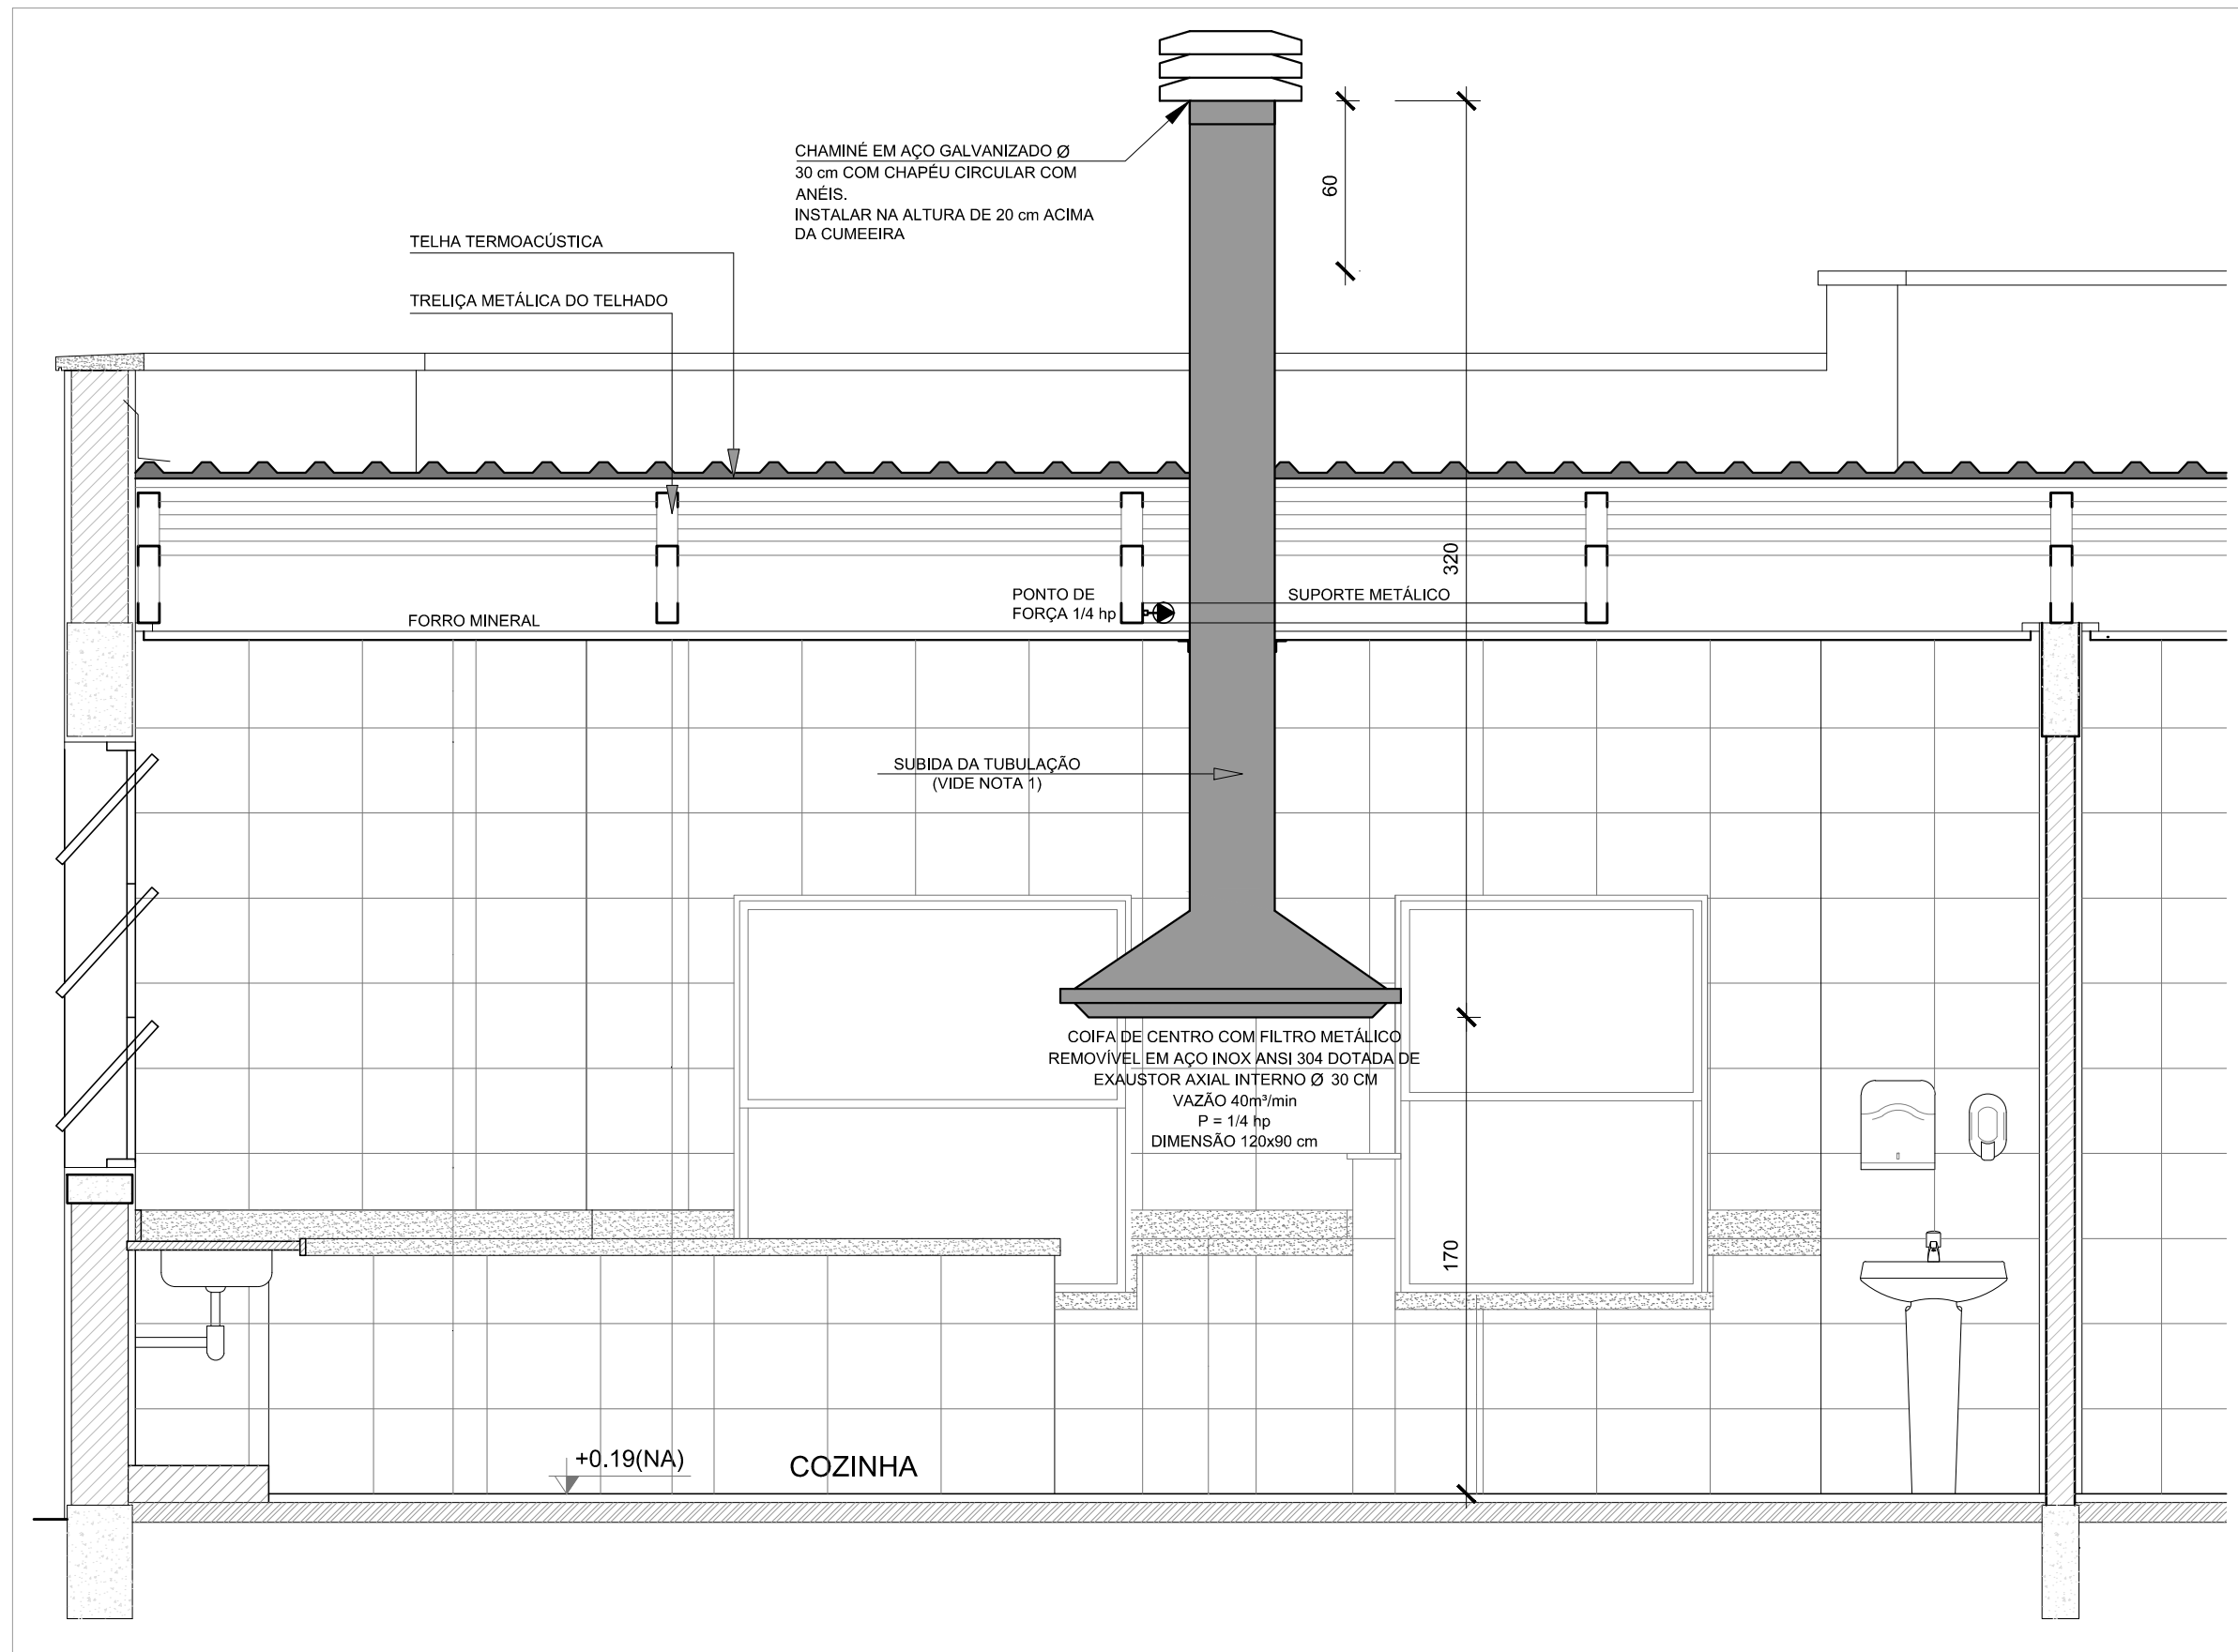 CHAMINÉ EM AÇO GALVANIZADO Ø
30 cm COM CHAPÉU CIRCULAR COM
ANÉIS.
INSTALAR NA ALTURA DE 20 cm ACIMA
DA CUMEEIRA
60
TELHA TERMOACÚSTICA
TRELIÇA METÁLICA DO TELHADO
320
PONTO DE
FORÇA 1/4 hp
SUPORTE METÁLICO
FORRO MINERAL
SUBIDA DA TUBULAÇÃO
(VIDE NOTA 1)
COIFA DE CENTRO COM FILTRO METÁLICO
REMOVÍVEL EM AÇO INOX ANSI 304 DOTADA DE
EXAUSTOR AXIAL INTERNO Ø 30 CM
VAZÃO 40m³/min
P = 1/4 hp
DIMENSÃO 120x90 cm
170
+0.19(NA)
COZINHA